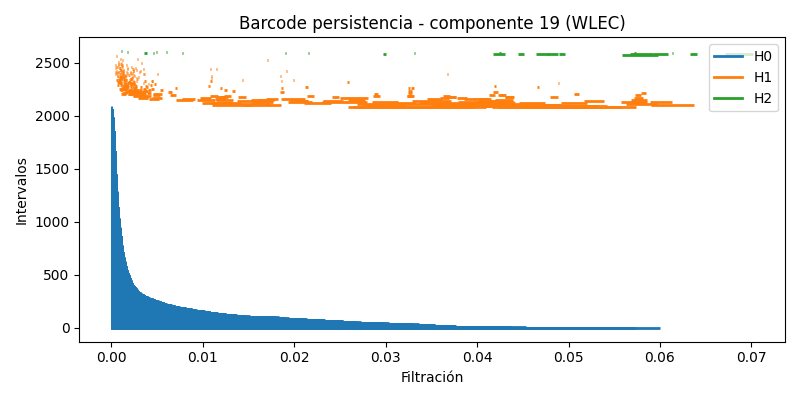 Barcode persistencia - componente 19 (WLEC)
Intervalos
2500
2000
1500
1000
500
0
H0
H1
H2
0.00 0.01 0.02 0.03 0.04 0.05 0.06 0.07
Filtración